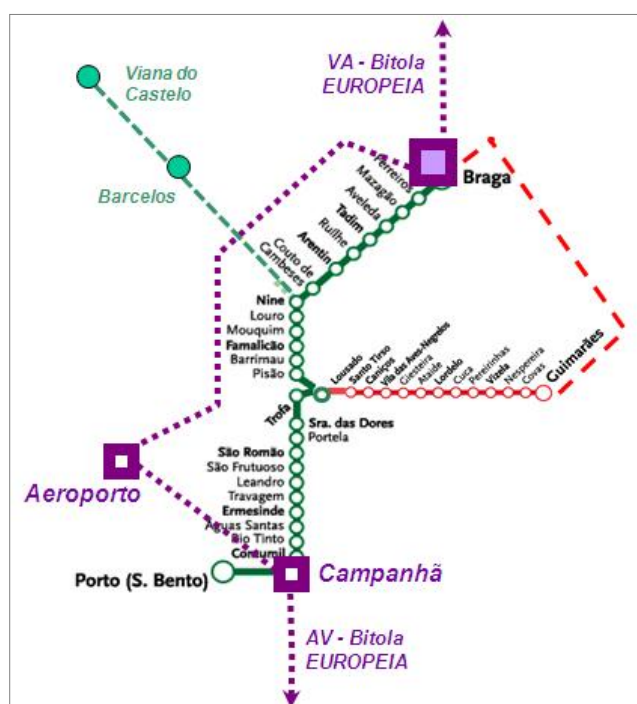 VA - Bitola
EUROPEIA
Viana do
Castelo
Barcelos
Braga
Ferreiros
Mazagão
Aveleda
Tadim
Ruílhe
Arentim
Couto de
Cambeses
Nine
Louro
Mouquim
Famalicão
Barrimau
Pisão
Lousado
Santo Tirso
Caniços
Vila das Aves-Negrelos
Giesteira
Ataíde
Lordelo
Cuca
Pereirinhas
Vizela
Nespereira
Covas
Guimarães
Trofa
Sra. das Dores
Portela
São Romão
São Frutuoso
Leandro
Travagem
Ermesinde
Águas Santas
Rio Tinto
Contumil
Aeroporto
Porto (S. Bento)
Campanhã
AV - Bitola
EUROPEIA